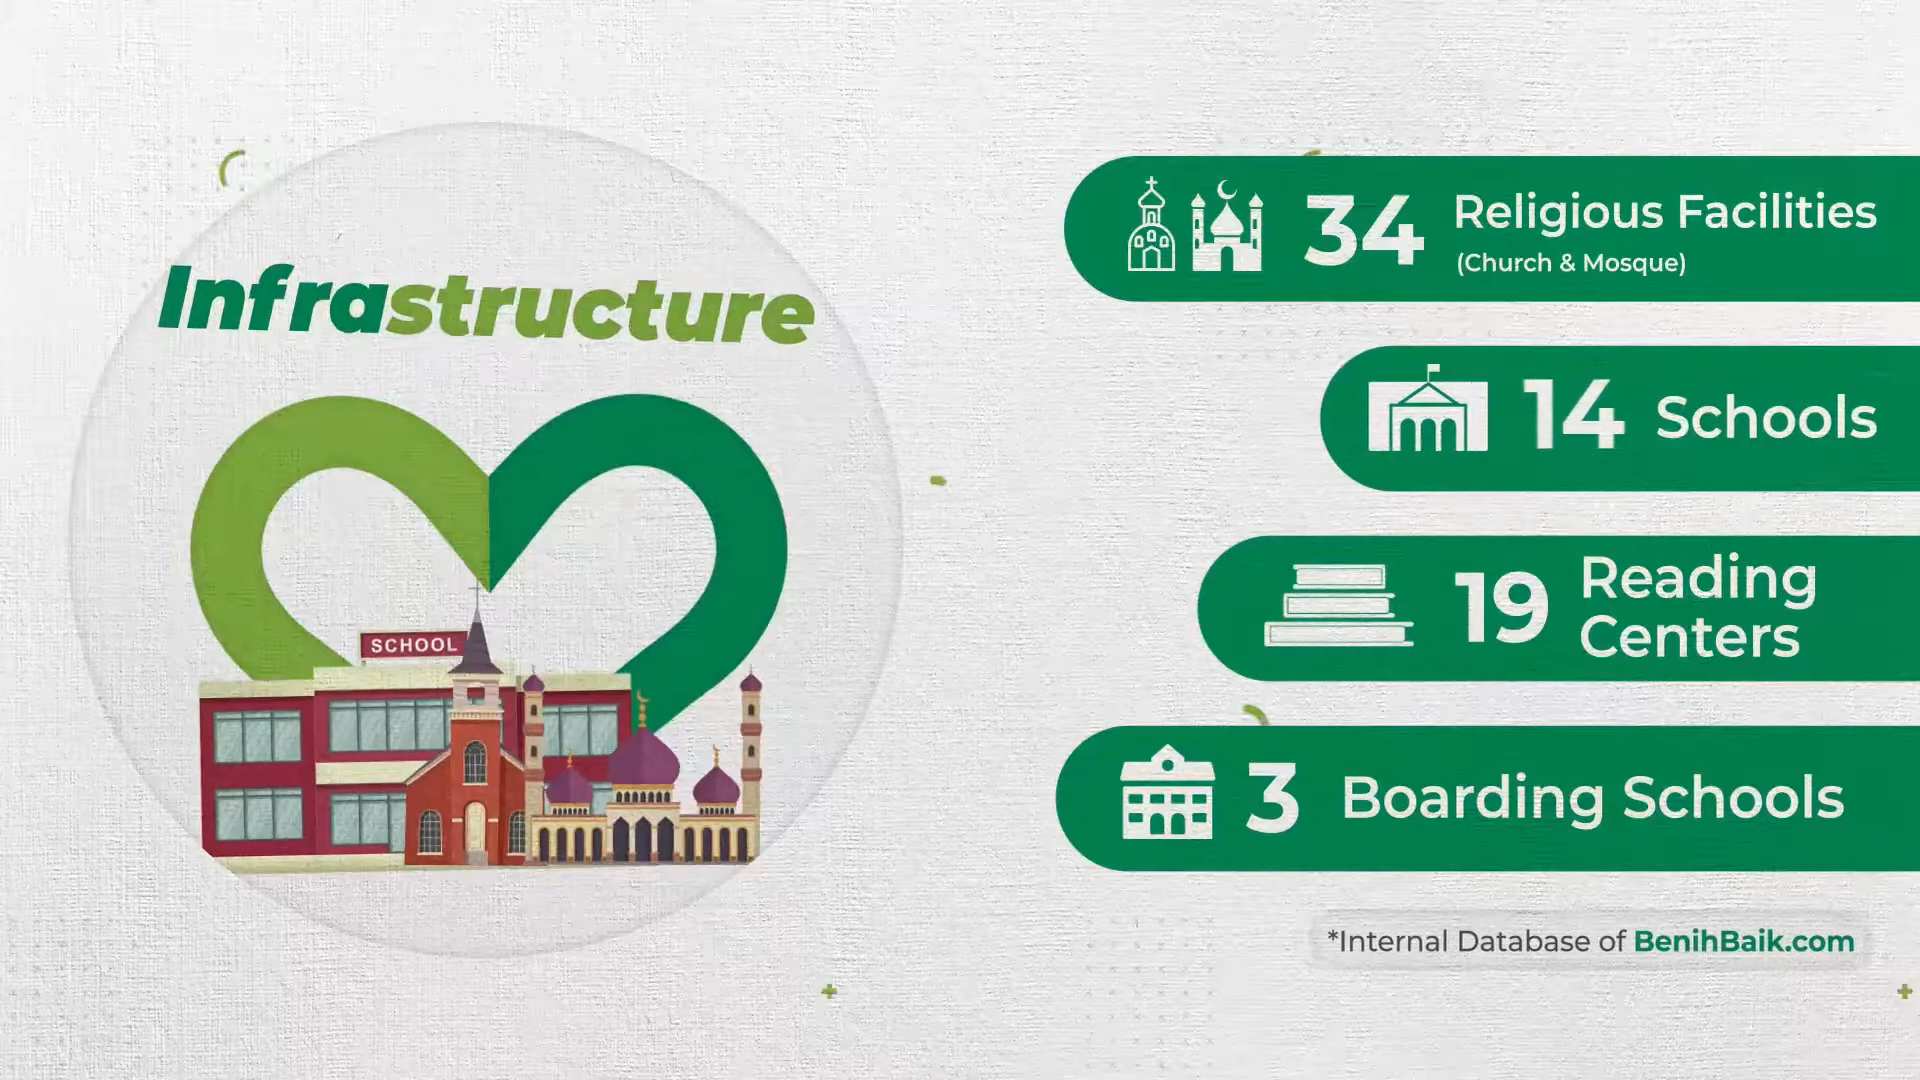 Infrastructure
SCHOOL
34 Religious Facilities
(Church & Mosque)
14 Schools
19 Reading
Centers
3 Boarding Schools
*Internal Database of BenihBaik.com